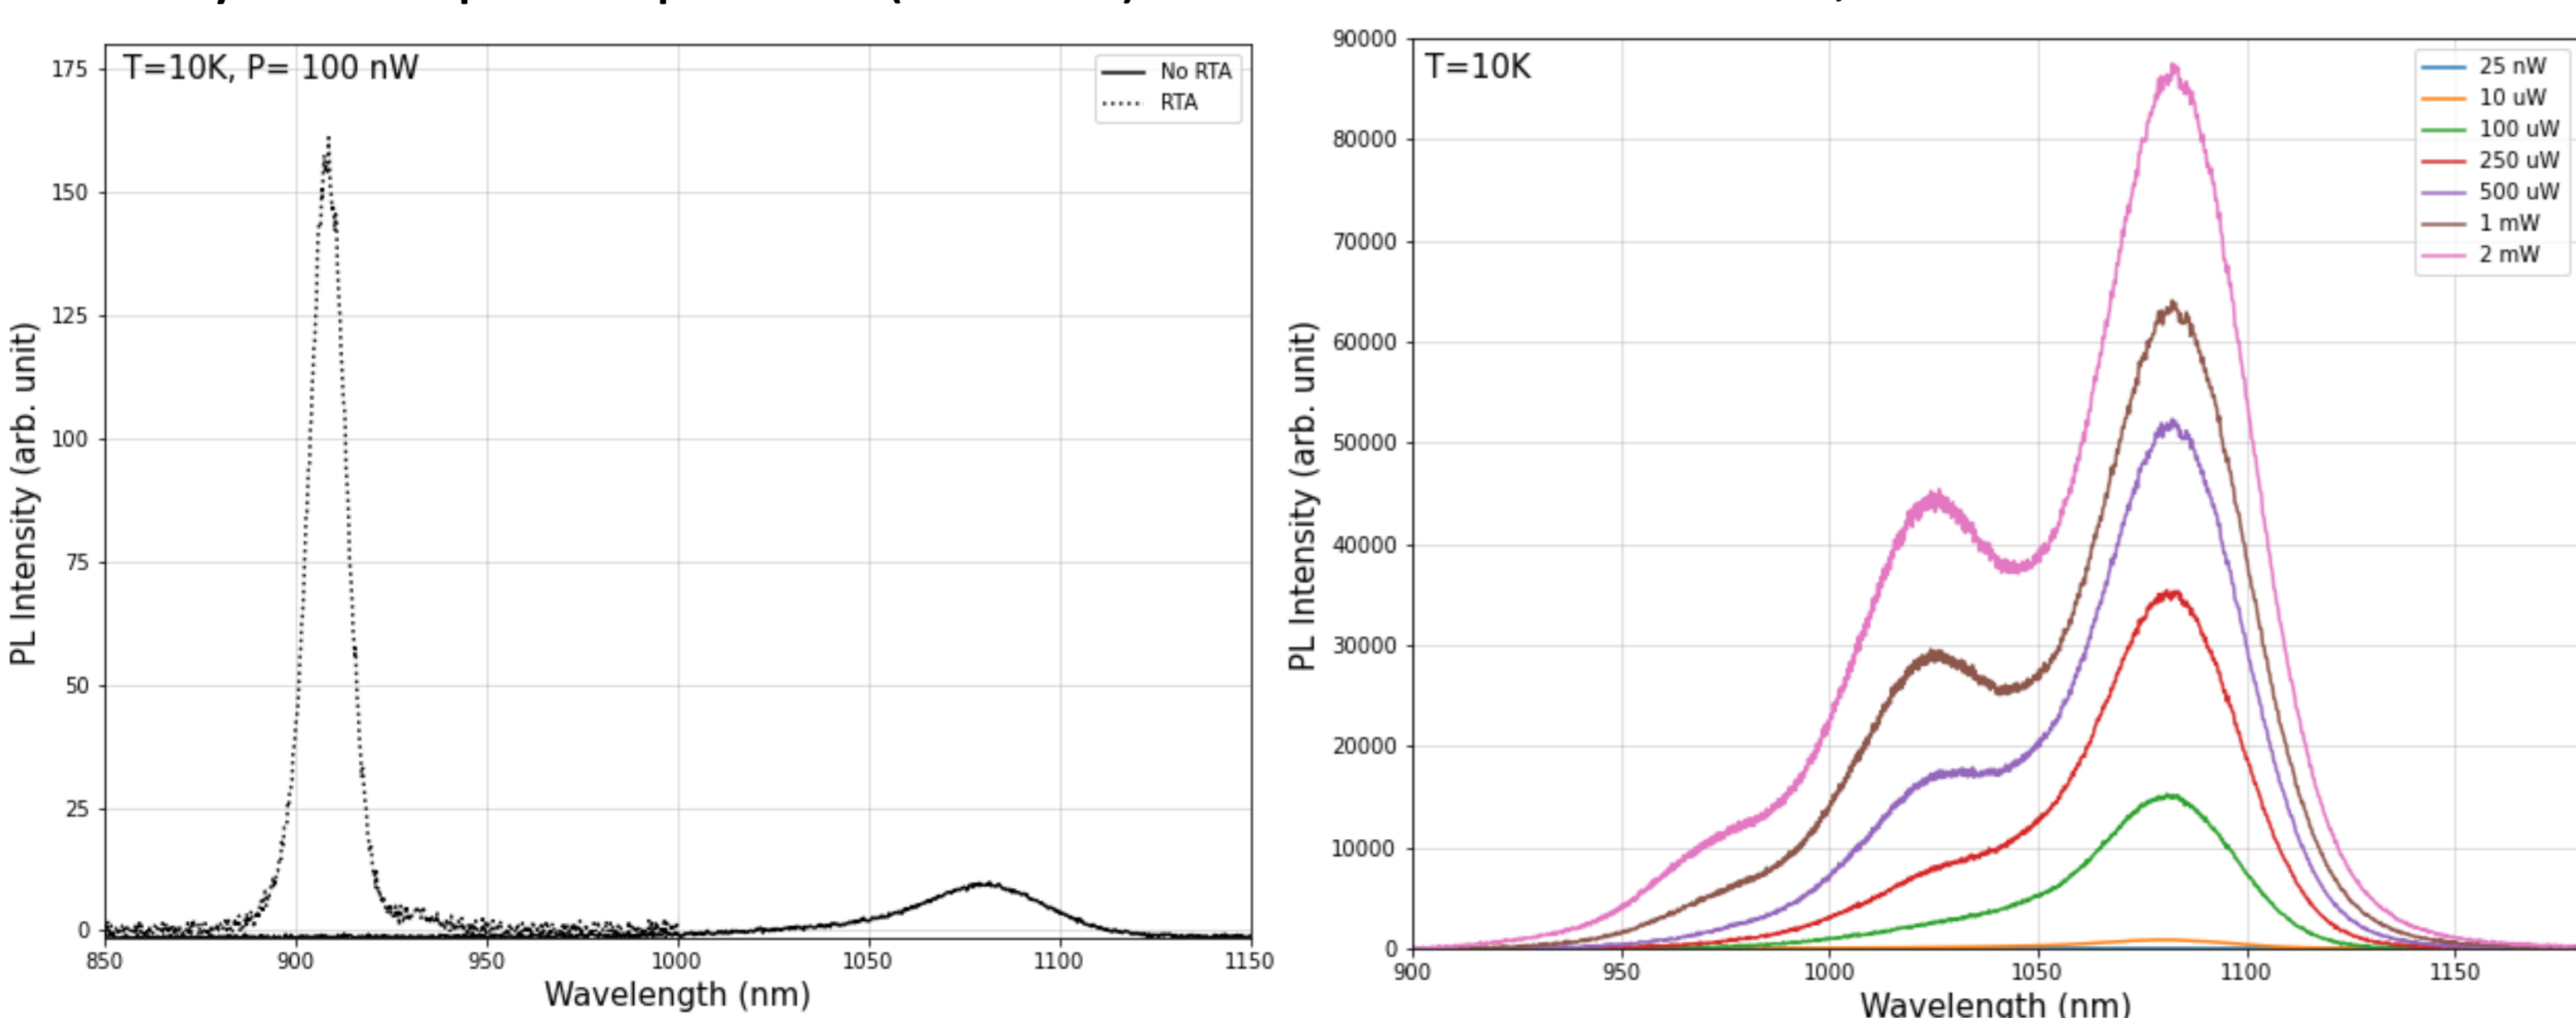 T=10K, P= 100 nW
No RTA
RTA
175
150
125
100
75
50
25
0
850 900 950 1000 1050 1100 1150
PL Intensity (arb. unit)
Wavelength (nm)
T=10K
25 nW
10 uW
100 uW
250 uW
500 uW
1 mW
2 mW
90000
80000
70000
60000
50000
40000
30000
20000
10000
0
900 950 1000 1050 1100 1150
PL Intensity (arb. unit)
Wavelength (nm)